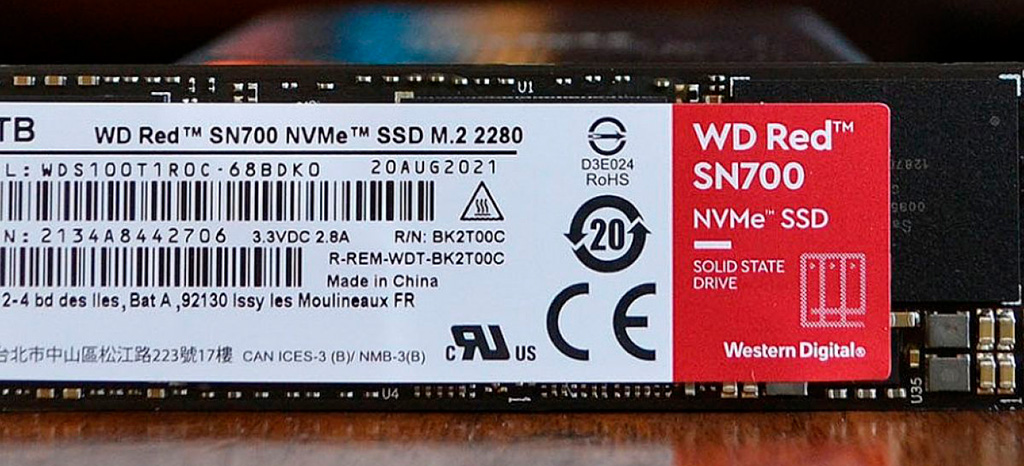 U1
TB
WD Red™ SN700 NVMe™ SSD M.2 2280
L: WDS100T1R0C-68BDK0 20AUG2021
N: 2134A8442706 3.3VDC 2.8A R/N: BK2T00C
R-REM-WDT-BK2T00C
Made in China
2-4 bd des Iles, Bat A ,92130 Issy les Moulineaux FR
台北市中山區松江路223號17樓 CAN ICES-3 (B)/ NMB-3(B)
D3E024
RoHS
20
c RU US
CE
WD Red™
SN700
NVMe™ SSD
SOLID STATE
DRIVE
Western Digital®
U4
U35